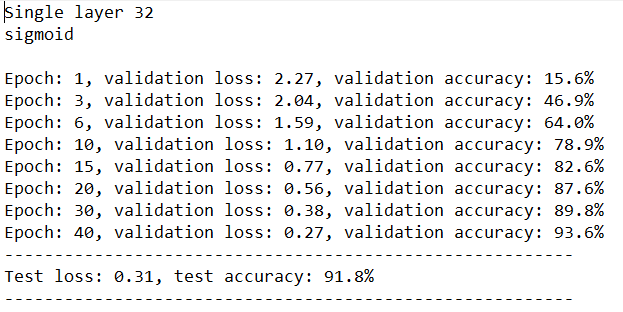 Single layer 32
sigmoid
Epoch: 1, validation loss: 2.27, validation accuracy: 15.6%
Epoch: 3, validation loss: 2.04, validation accuracy: 46.9%
Epoch: 6, validation loss: 1.59, validation accuracy: 64.0%
Epoch: 10, validation loss: 1.10, validation accuracy: 78.9%
Epoch: 15, validation loss: 0.77, validation accuracy: 82.6%
Epoch: 20, validation loss: 0.56, validation accuracy: 87.6%
Epoch: 30, validation loss: 0.38, validation accuracy: 89.8%
Epoch: 40, validation loss: 0.27, validation accuracy: 93.6%
---------------------------------------------------------
Test loss: 0.31, test accuracy: 91.8%
---------------------------------------------------------